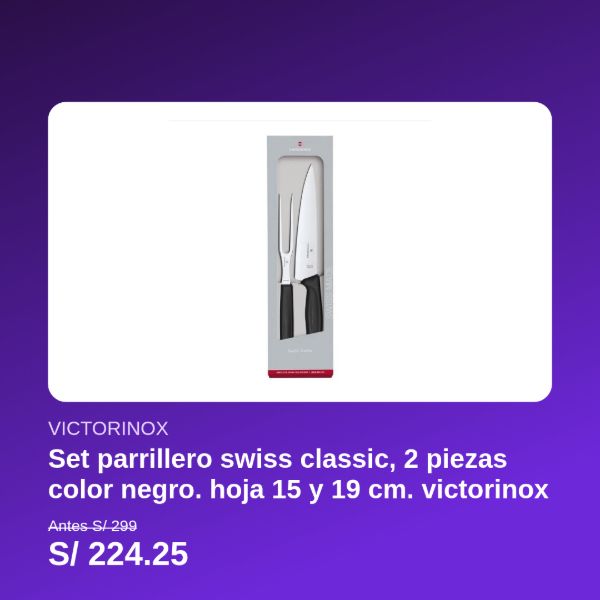 VICTORINOX
Set parrillero swiss classic, 2 piezas
color negro. hoja 15 y 19 cm. victorinox
Antes S/ 299
S/ 224.25